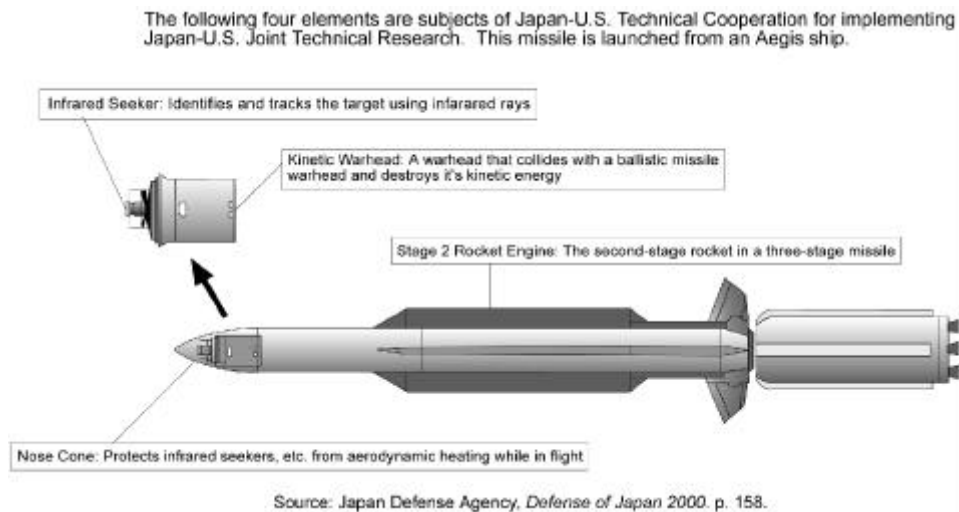 The following four elements are subjects of Japan-U.S. Technical Cooperation for implementing
Japan-U.S. Joint Technical Research. This missile is launched from an Aegis ship.
Infrared Seeker: Identifies and tracks the target using infarared rays
Kinetic Warhead: A warhead that collides with a ballistic missile
warhead and destroys it's kinetic energy
Stage 2 Rocket Engine: The second-stage rocket in a three-stage missile
Nose Cone: Protects infrared seekers, etc. from aerodynamic heating while in flight
Source: Japan Defense Agency, Defense of Japan 2000. p. 158.